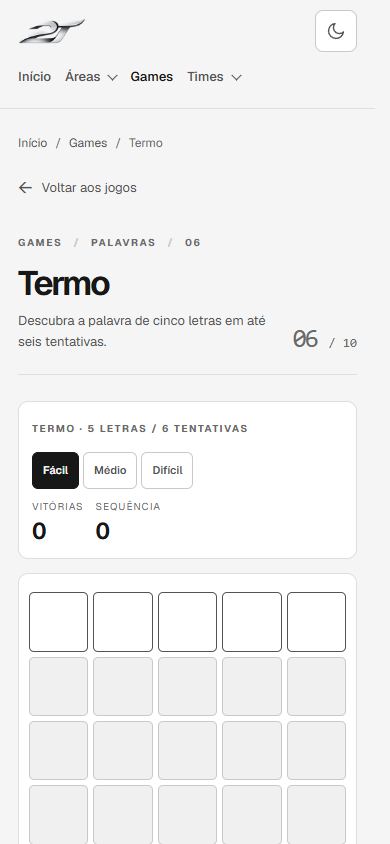 Início Áreas Games Times
Início / Games / Termo
← Voltar aos jogos
GAMES / PALAVRAS / 06
Termo
Descubra a palavra de cinco letras em até
seis tentativas.
06 / 10
TERMO · 5 LETRAS / 6 TENTATIVAS
Fácil Médio Difícil
VITÓRIAS SEQUÊNCIA
0 0